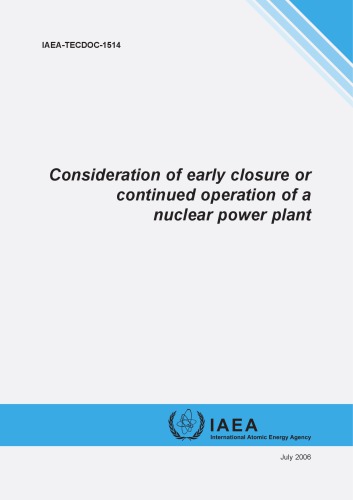 IAEA-TECDOC-1514
Consideration of early closure or
continued operation of a
nuclear power plant
IAEA
International Atomic Energy Agency
July 2006